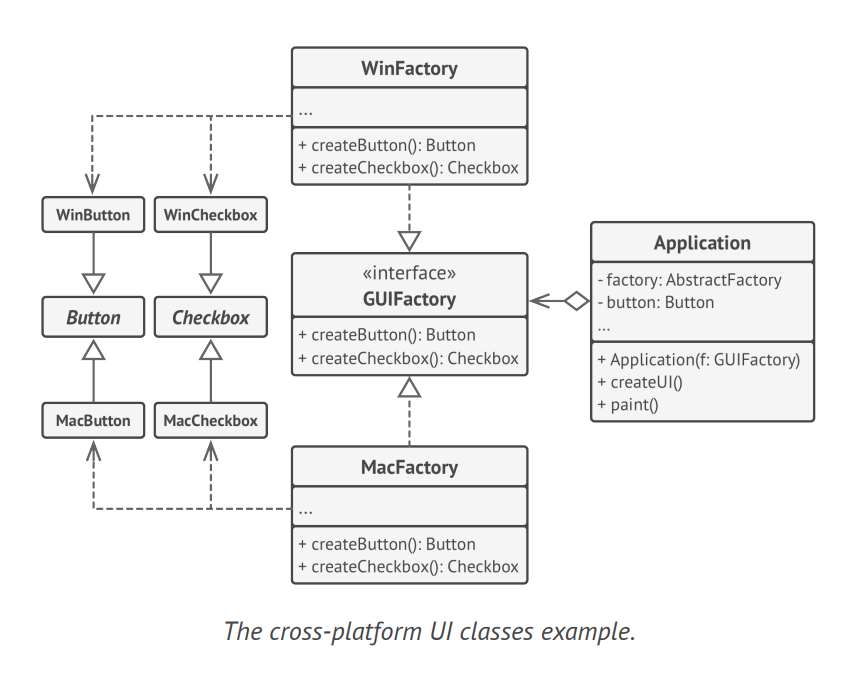 WinFactory
...
+ createButton(): Button
+ createCheckbox(): Checkbox
WinButton
WinCheckbox
Button
Checkbox
MacButton
MacCheckbox
«interface»
GUIFactory
+ createButton(): Button
+ createCheckbox(): Checkbox
Application
- factory: AbstractFactory
- button: Button
...
+ Application(f: GUIFactory)
+ createUI()
+ paint()
MacFactory
...
+ createButton(): Button
+ createCheckbox(): Checkbox
The cross-platform UI classes example.